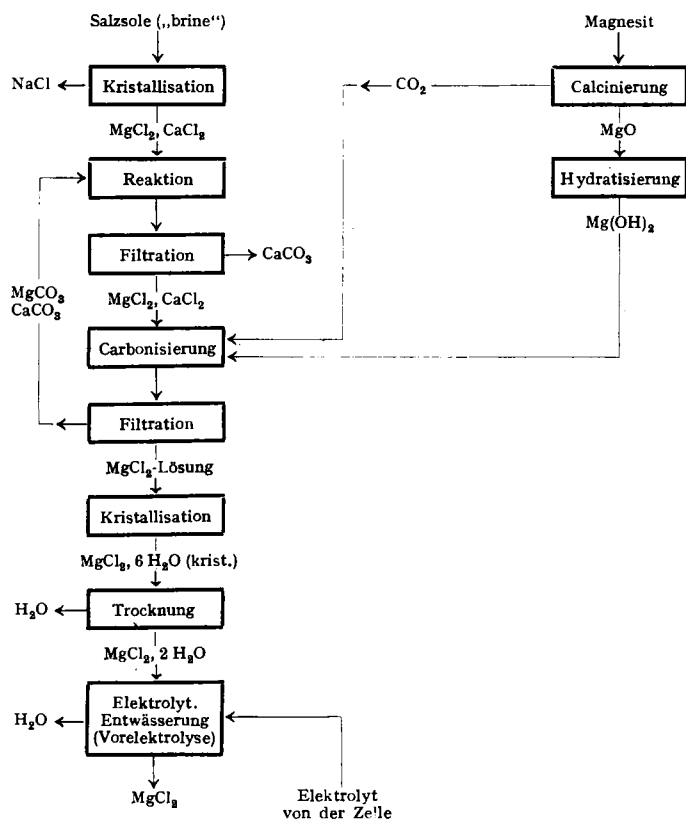 Salzsole („brine“)
Magnesit
NaCl
Kristallisation
CO₂
Calcinierung
MgCl₂, CaCl₂
MgO
Reaktion
Hydratisierung
Mg(OH)₂
Filtration
CaCO₃
MgCO₃
CaCO₃
MgCl₂, CaCl₂
Carbonisierung
Filtration
MgCl₂-Lösung
Kristallisation
MgCl₂, 6 H₂O (krist.)
H₂O
Trocknung
MgCl₂, 2 H₂O
Elektrolyt.
Entwässerung
(Vorelektrolyse)
H₂O
MgCl₂
Elektrolyt
von der Zelle